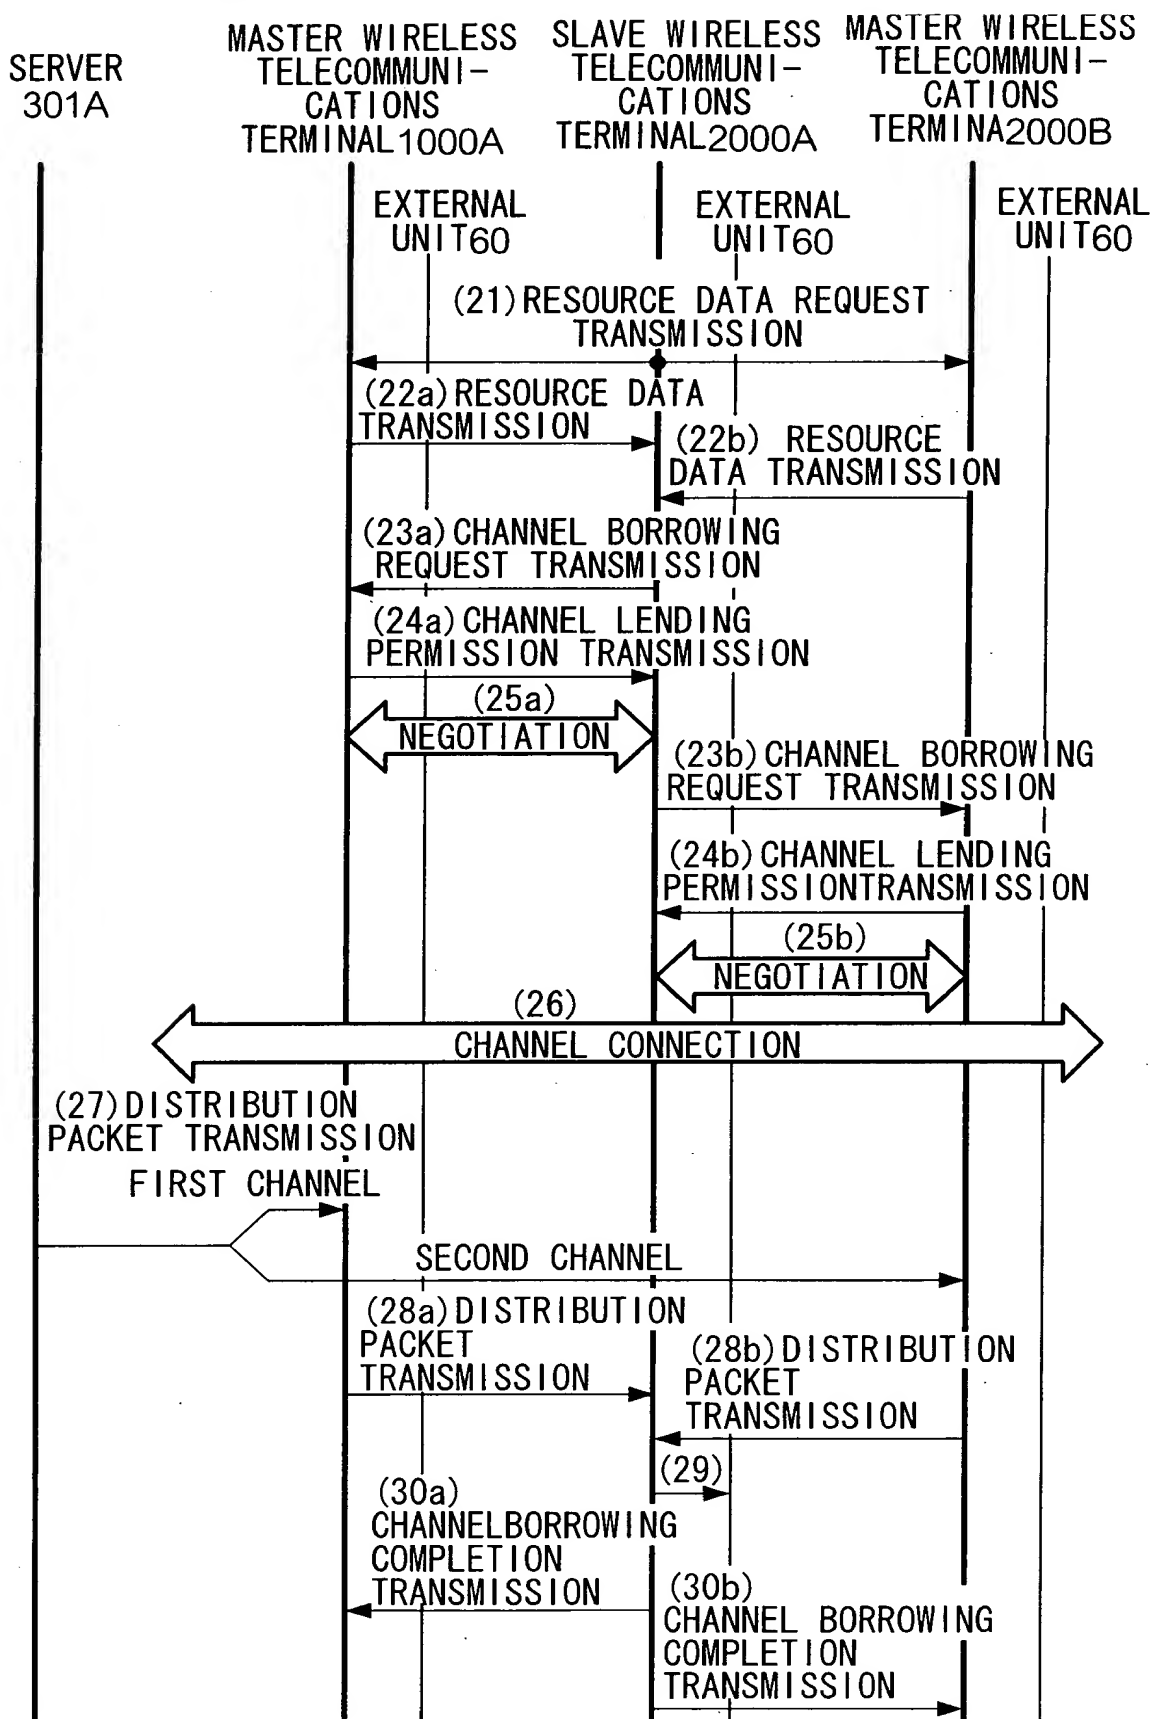 SERVER
301A
MASTER WIRELESS
TELECOMMUNI-
CATIONS
TERMINAL1000A
SLAVE WIRELESS
TELECOMMUNI-
CATIONS
TERMINAL2000A
MASTER WIRELESS
TELECOMMUNI-
CATIONS
TERMINA2000B
EXTERNAL
UNIT60
EXTERNAL
UNIT60
EXTERNAL
UNIT60
(21)RESOURCE DATA REQUEST
TRANSMISSION
(22a)RESOURCE DATA
TRANSMISSION
(22b) RESOURCE
DATA TRANSMISSION
(23a)CHANNEL BORROWING
REQUEST TRANSMISSION
(24a)CHANNEL LENDING
PERMISSION TRANSMISSION
(25a)
NEGOTIATION
(23b)CHANNEL BORROWING
REQUEST TRANSMISSION
(24b)CHANNEL LENDING
PERMISSIONTRANSMISSION
(25b)
NEGOTIATION
(26)
CHANNEL CONNECTION
(27)DISTRIBUTION
PACKET TRANSMISSION
FIRST CHANNEL
SECOND CHANNEL
(28a)DISTRIBUTION
PACKET
TRANSMISSION
(28b)DISTRIBUTION
PACKET
TRANSMISSION
(29)
(30a)
CHANNELBORROWING
COMPLETION
TRANSMISSION
(30b)
CHANNEL BORROWING
COMPLETION
TRANSMISSION